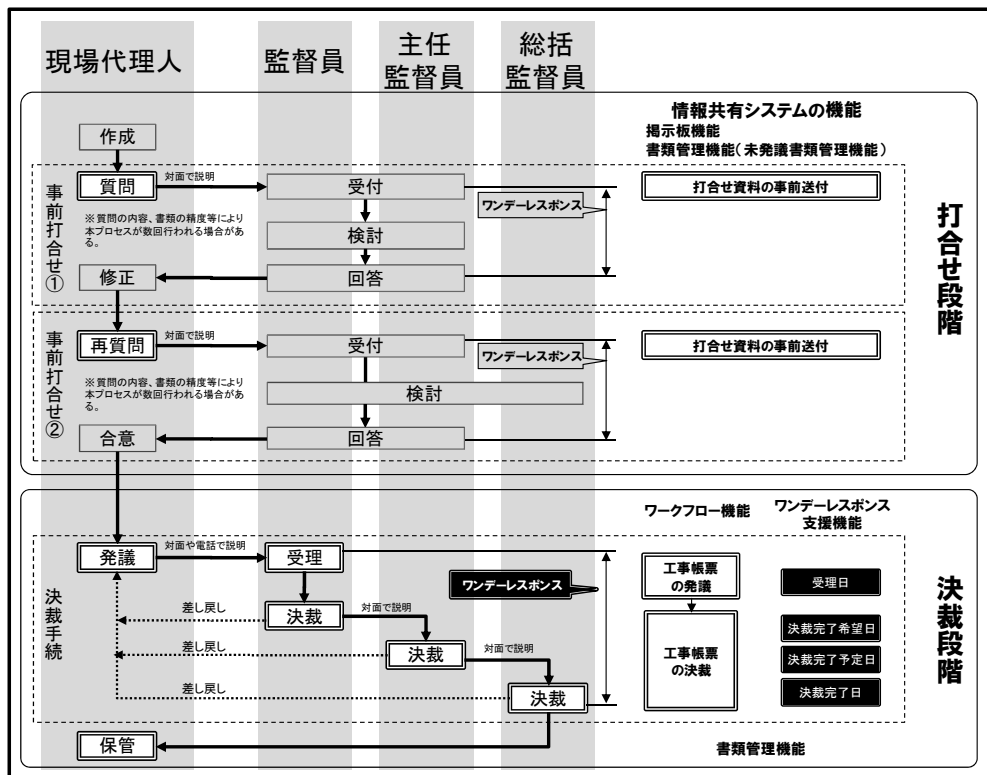 現場代理人
監督員
主任
監督員
総括
監督員
情報共有システムの機能
掲示板機能
書類管理機能(未発議書類管理機能)
打合せ段階
作成
事前打合せ①
質問
対面で説明
受付
ワンデーレスポンス
打合せ資料の事前送付
※質問の内容、書類の精度等により
本プロセスが数回行われる場合があ
る。
検討
修正
回答
事前打合せ②
再質問
対面で説明
受付
ワンデーレスポンス
打合せ資料の事前送付
※質問の内容、書類の精度等により
本プロセスが数回行われる場合があ
る。
検討
合意
回答
決裁段階
ワークフロー機能
ワンデーレスポンス
支援機能
決裁手続
発議
対面や電話で説明
受理
ワンデーレスポンス
工事帳票
の発議
受理日
差し戻し
決裁
対面で説明
決裁完了希望日
差し戻し
決裁
対面で説明
工事帳票
の決裁
決裁完了予定日
差し戻し
決裁
決裁完了日
保管
書類管理機能